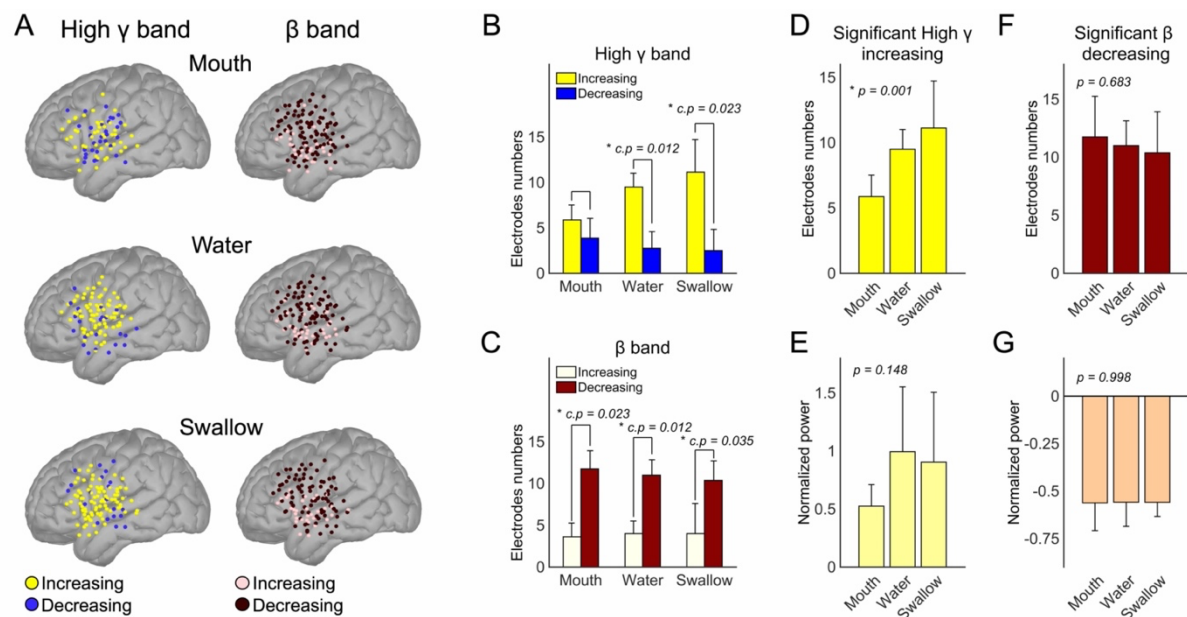 A
High γ band
β band
Mouth
Water
Swallow
Increasing
Decreasing
Increasing
Decreasing
B
High γ band
Increasing
Decreasing
* c.p = 0.012
* c.p = 0.023
Electrodes numbers
15
10
5
0
Mouth
Water
Swallow
C
β band
Increasing
Decreasing
* c.p = 0.023
* c.p = 0.012
* c.p = 0.035
Electrodes numbers
15
10
5
0
Mouth
Water
Swallow
D
Significant High γ
increasing
* p = 0.001
Electrodes numbers
15
10
5
0
Mouth
Water
Swallow
E
p = 0.148
Normalized power
1.5
1
0.5
0
Mouth
Water
Swallow
F
Significant β
decreasing
p = 0.683
Electrodes numbers
15
10
5
0
Mouth
Water
Swallow
G
p = 0.998
Normalized power
0
-0.25
-0.5
-0.75
Mouth
Water
Swallow